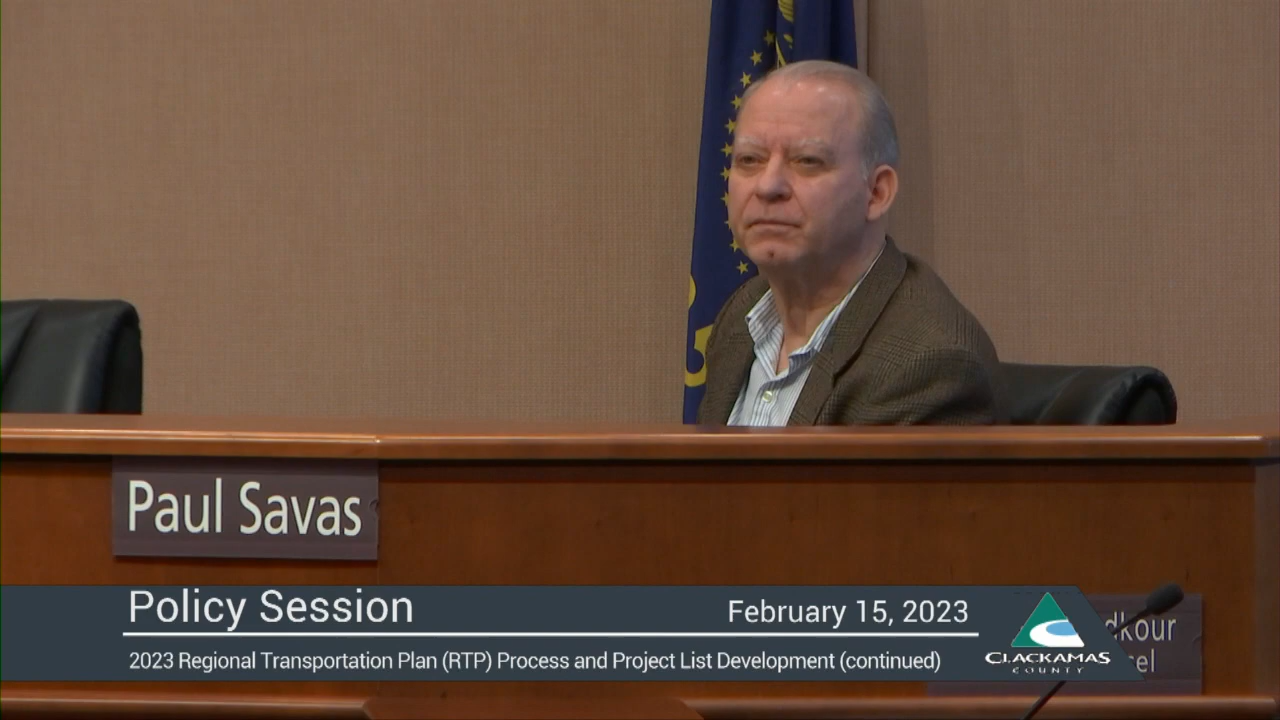 Paul Savas
Policy Session
February 15, 2023
2023 Regional Transportation Plan (RTP) Process and Project List Development (continued)
CLACKAMAS
COUNTY